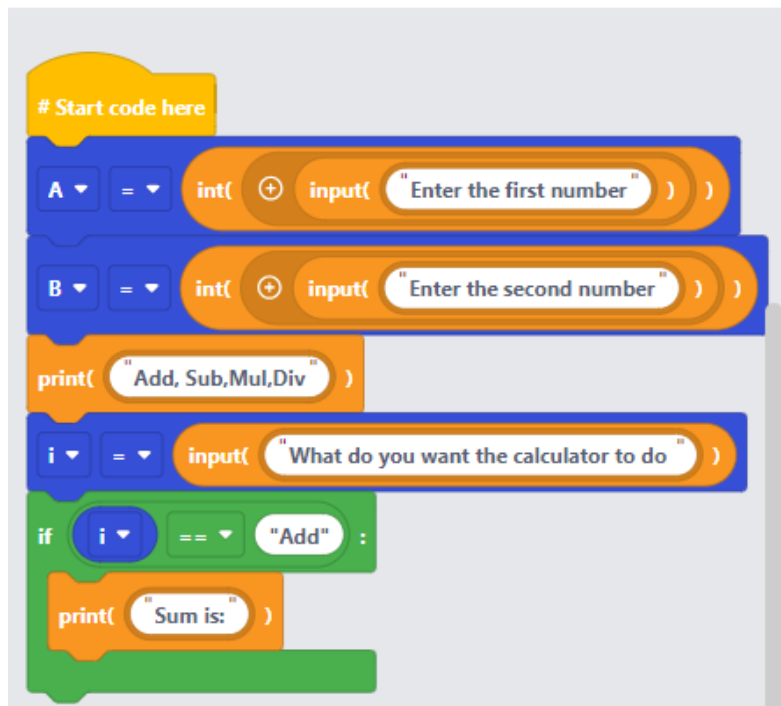 # Start code here
A = int( input( "Enter the first number" ) )
B = int( input( "Enter the second number" ) )
print( "Add, Sub,Mul,Div" )
i = input( "What do you want the calculator to do " )
if i == "Add" :
print( "Sum is:" )